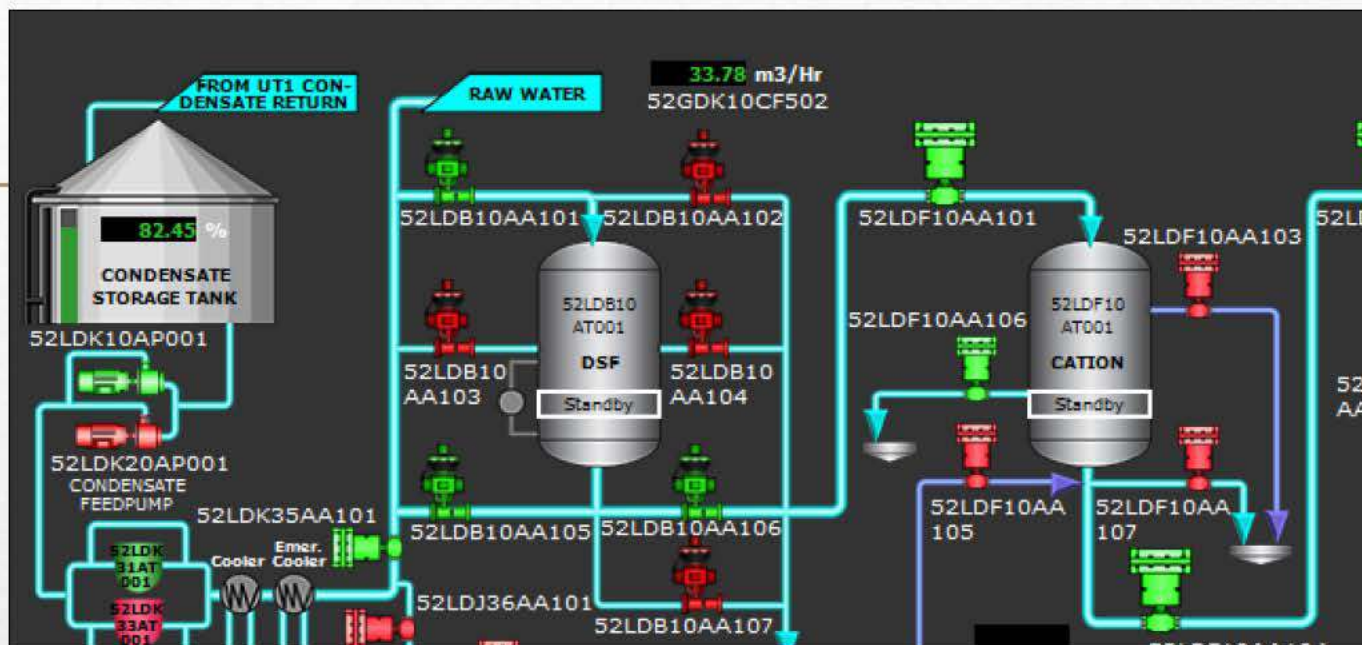 FROM UT1 CON-
DENSATE RETURN
RAW WATER
33.78 m3/Hr
52GDK10CF502
52LDB10AA101
52LDB10AA102
52LDF10AA101
52LDF10AA103
82.45 %
CONDENSATE
STORAGE TANK
52LDB10
AT001
DSF
Standby
52LDF10
AT001
CATION
Standby
52LDK10AP001
52LDB10
AA103
52LDB10
AA104
52LDF10AA106
52LDK20AP001
CONDENSATE
FEEDPUMP
52LDK35AA101
52LDB10AA105
52LDB10AA106
52LDF10AA
105
52LDF10AA
107
52LDK
31AT
001
Cooler
Emer.
Cooler
52LDK
33AT
001
52LDJ36AA101
52LDB10AA107